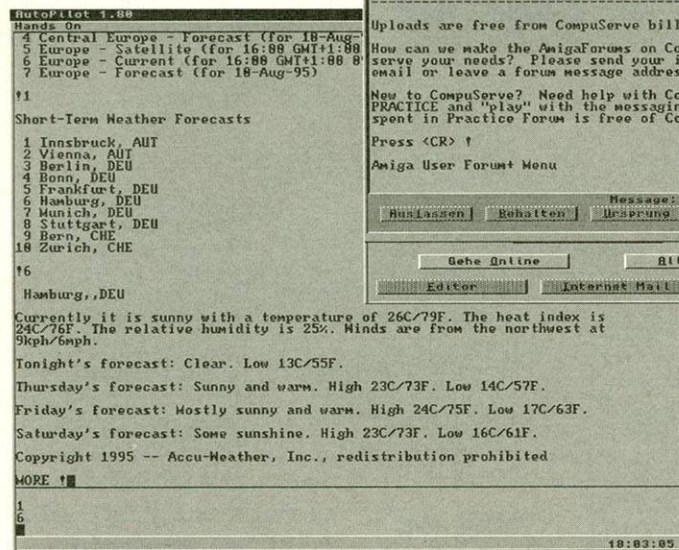 AutoPilot 1.80
Hands On
4 Central Europe - Forecast (for 18-Aug-
5 Europe - Satellite (for 16:00 GMT+1:00
6 Europe - Current (for 16:00 GMT+1:00
7 Europe - Forecast (for 18-Aug-95)
!1
Short-Term Weather Forecasts
1 Innsbruck, AUT
2 Vienna, AUT
3 Berlin, DEU
4 Bonn, DEU
5 Frankfurt, DEU
6 Hamburg, DEU
7 Munich, DEU
8 Stuttgart, DEU
9 Bern, CHE
10 Zurich, CHE
!6
Hamburg,,DEU
Currently it is sunny with a temperature of 26C/79F. The heat index is
24C/76F. The relative humidity is 25%. Winds are from the northwest at
9kph/6mph.
Tonight's forecast: Clear. Low 13C/55F.
Thursday's forecast: Sunny and warm. High 23C/73F. Low 14C/57F.
Friday's forecast: Mostly sunny and warm. High 24C/75F. Low 17C/63F.
Saturday's forecast: Some sunshine. High 23C/73F. Low 16C/61F.
Copyright 1995 -- Accu-Weather, Inc., redistribution prohibited
MORE !
1
6
18:03:05
Uploads are free from CompuServe bill
How can we make the AmigaForums on Co
serve your needs? Please send your i
email or leave a forum message addres
New to CompuServe? Need help with Co
PRACTICE and "play" with the messagin
spent in Practice Forum is free of Co
Press <CR> !
Amiga User Forum+ Menu
Message:
Auslassen Behalten Ursprung
Gehe Online All
Editor Internet Mail